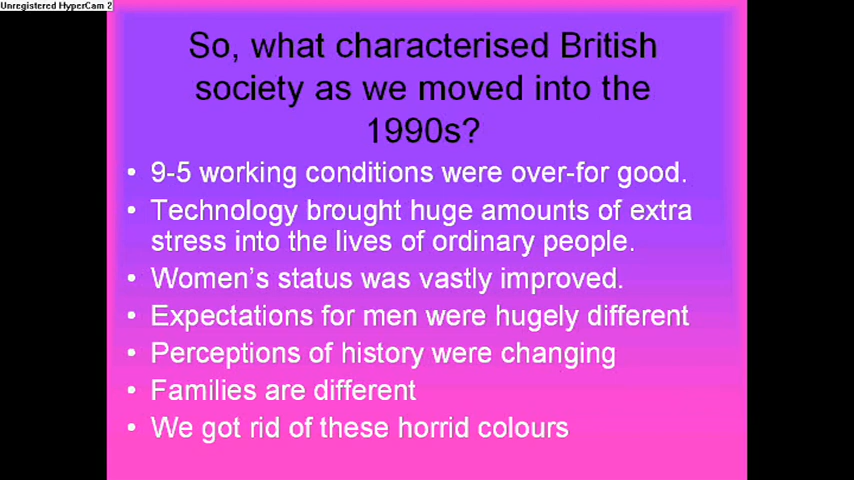 Unregistered HyperCam 2
So, what characterised British
society as we moved into the
1990s?
• 9-5 working conditions were over-for good.
• Technology brought huge amounts of extra
stress into the lives of ordinary people.
• Women's status was vastly improved.
• Expectations for men were hugely different
• Perceptions of history were changing
• Families are different
• We got rid of these horrid colours